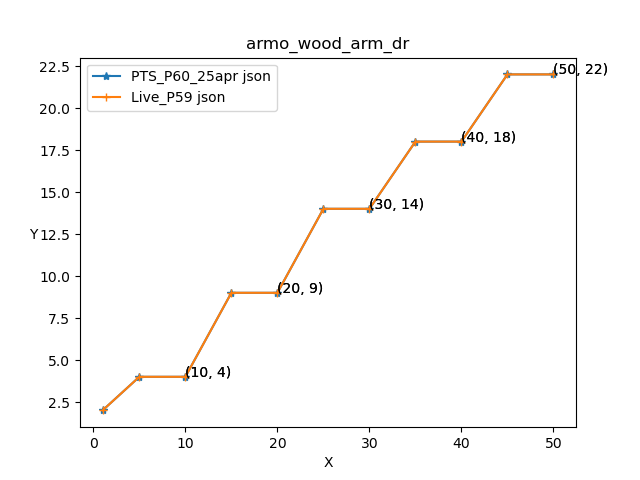 armo_wood_arm_dr
PTS_P60_25apr json
Live_P59 json
22.5
20.0
17.5
15.0
12.5
10.0
7.5
5.0
2.5
Y
(50, 22)
(40, 18)
(30, 14)
(20, 9)
(10, 4)
0 10 20 30 40 50
X